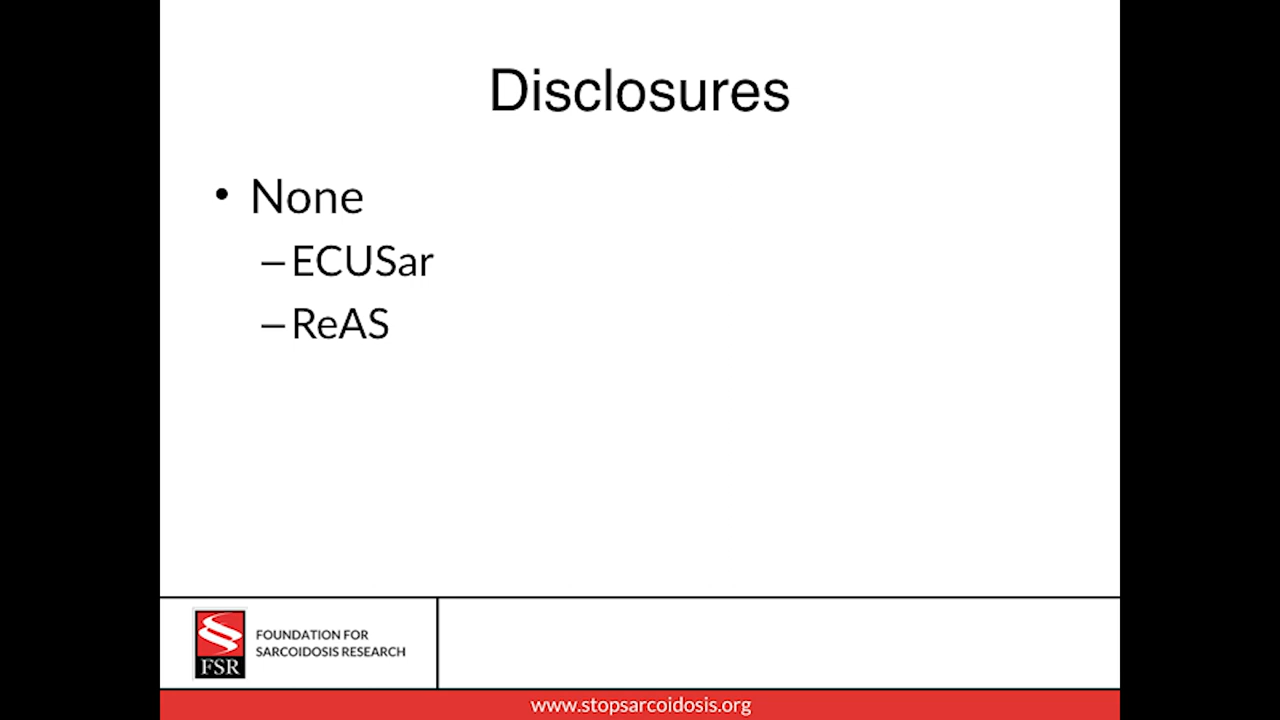 Disclosures
• None
– ECUSar
– ReAS
FSR
FOUNDATION FOR
SARCOIDOSIS RESEARCH
www.stopsarcoidosis.org